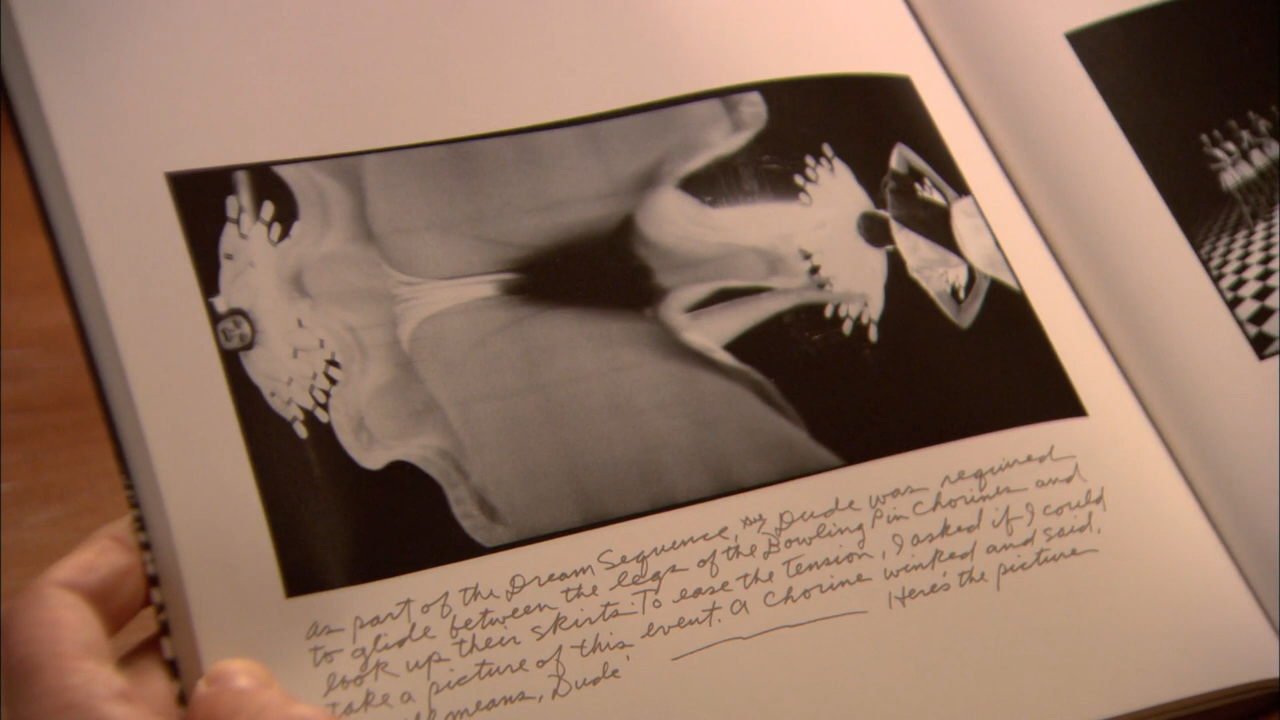 as part of the Dream Sequence, the Dude was required
to glide between the legs of the Bowling Pin Chorines and
look up their skirts. To ease the tension, I asked if I could
take a picture of this event. A Chorine winked and said,
means, Dude' Here's the picture